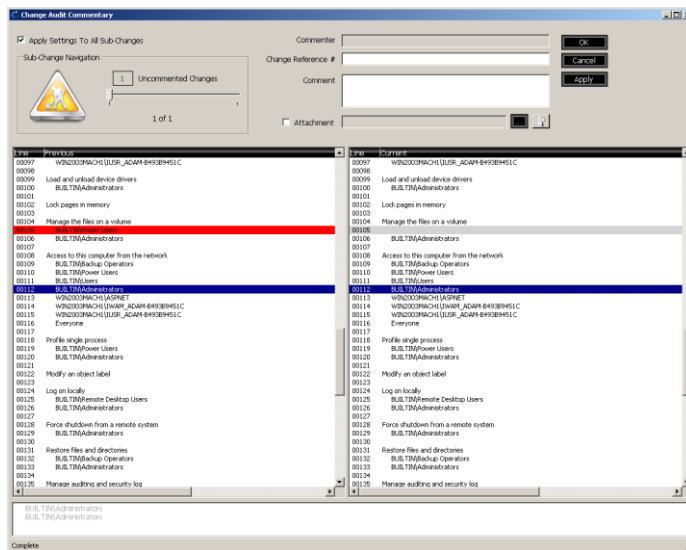 Change Audit Commentary
Apply Settings To All Sub-Changes
Sub-Change Navigation
1 Uncommented Changes
1 of 1
Commenter
Change Reference #
Comment
Attachment
...
OK
Cancel
Apply
Line Previous
00097 WIN2003MACH1\IUSR_ADAM-B493B9451C
00098
00099 Load and unload device drivers
00100 BUILTIN\Administrators
00101
00102 Lock pages in memory
00103
00104 Manage the files on a volume
00105 BUILTIN\Power Users
00106 BUILTIN\Administrators
00107
00108 Access to this computer from the network
00109 BUILTIN\Backup Operators
00110 BUILTIN\Power Users
00111 BUILTIN\Users
00112 BUILTIN\Administrators
00113 WIN2003MACH1\ASPNET
00114 WIN2003MACH1\IWAM_ADAM-B493B9451C
00115 WIN2003MACH1\IUSR_ADAM-B493B9451C
00116 Everyone
00117
00118 Profile single process
00119 BUILTIN\Power Users
00120 BUILTIN\Administrators
00121
00122 Modify an object label
00123
00124 Log on locally
00125 BUILTIN\Remote Desktop Users
00126 BUILTIN\Administrators
00127
00128 Force shutdown from a remote system
00129 BUILTIN\Administrators
00130
00131 Restore files and directories
00132 BUILTIN\Backup Operators
00133 BUILTIN\Administrators
00134
00135 Manage auditing and security log
Line Current
00097 WIN2003MACH1\IUSR_ADAM-B493B9451C
00098
00099 Load and unload device drivers
00100 BUILTIN\Administrators
00101
00102 Lock pages in memory
00103
00104 Manage the files on a volume
00105
00106 BUILTIN\Administrators
00107
00108 Access to this computer from the network
00109 BUILTIN\Backup Operators
00110 BUILTIN\Power Users
00111 BUILTIN\Users
00112 BUILTIN\Administrators
00113 WIN2003MACH1\ASPNET
00114 WIN2003MACH1\IWAM_ADAM-B493B9451C
00115 WIN2003MACH1\IUSR_ADAM-B493B9451C
00116 Everyone
00117
00118 Profile single process
00119 BUILTIN\Power Users
00120 BUILTIN\Administrators
00121
00122 Modify an object label
00123
00124 Log on locally
00125 BUILTIN\Remote Desktop Users
00126 BUILTIN\Administrators
00127
00128 Force shutdown from a remote system
00129 BUILTIN\Administrators
00130
00131 Restore files and directories
00132 BUILTIN\Backup Operators
00133 BUILTIN\Administrators
00134
00135 Manage auditing and security log
BUILTIN\Administrators
BUILTIN\Administrators
Complete